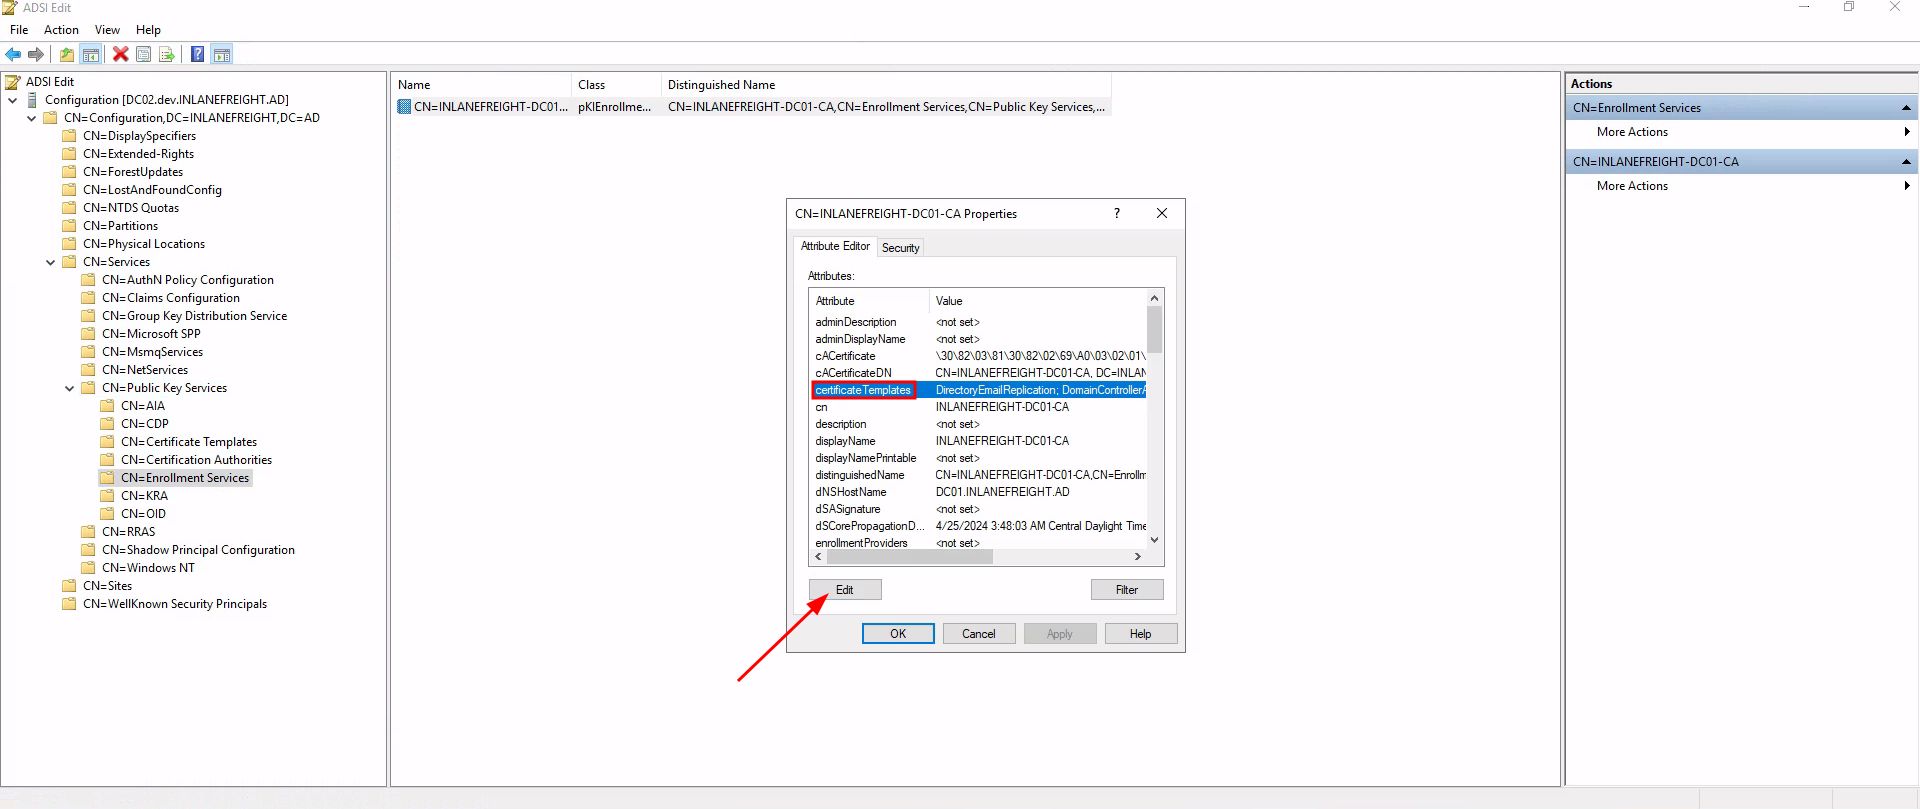 ADSI Edit
File Action View Help
ADSI Edit
Configuration [DC02.dev.INLANEFREIGHT.AD]
CN=Configuration,DC=INLANEFREIGHT,DC=AD
CN=DisplaySpecifiers
CN=Extended-Rights
CN=ForestUpdates
CN=LostAndFoundConfig
CN=NTDS Quotas
CN=Partitions
CN=Physical Locations
CN=Services
CN=AuthN Policy Configuration
CN=Claims Configuration
CN=Group Key Distribution Service
CN=Microsoft SPP
CN=MsmqServices
CN=NetServices
CN=Public Key Services
CN=AIA
CN=CDP
CN=Certificate Templates
CN=Certification Authorities
CN=Enrollment Services
CN=KRA
CN=OID
CN=RRAS
CN=Shadow Principal Configuration
CN=Windows NT
CN=Sites
CN=WellKnown Security Principals
Name Class Distinguished Name
CN=INLANEFREIGHT-DC01... pKIEnrollme... CN=INLANEFREIGHT-DC01-CA,CN=Enrollment Services,CN=Public Key Services,...
CN=INLANEFREIGHT-DC01-CA Properties ?
Attribute Editor Security
Attributes:
Attribute Value
adminDescription <not set>
adminDisplayName <not set>
cACertificate \30\82\03\81\30\82\02\69\A0\03\02\01\
cACertificateDN CN=INLANEFREIGHT-DC01-CA, DC=INLAN
certificateTemplates DirectoryEmailReplication; DomainControllerA
cn INLANEFREIGHT-DC01-CA
description <not set>
displayName INLANEFREIGHT-DC01-CA
displayNamePrintable <not set>
distinguishedName CN=INLANEFREIGHT-DC01-CA,CN=Enrollm
dNSHostName DC01.INLANEFREIGHT.AD
dSASignature <not set>
dSCorePropagationD... 4/25/2024 3:48:03 AM Central Daylight Time
enrollmentProviders <not set>
Edit Filter
OK Cancel Apply Help
Actions
CN=Enrollment Services
More Actions
CN=INLANEFREIGHT-DC01-CA
More Actions